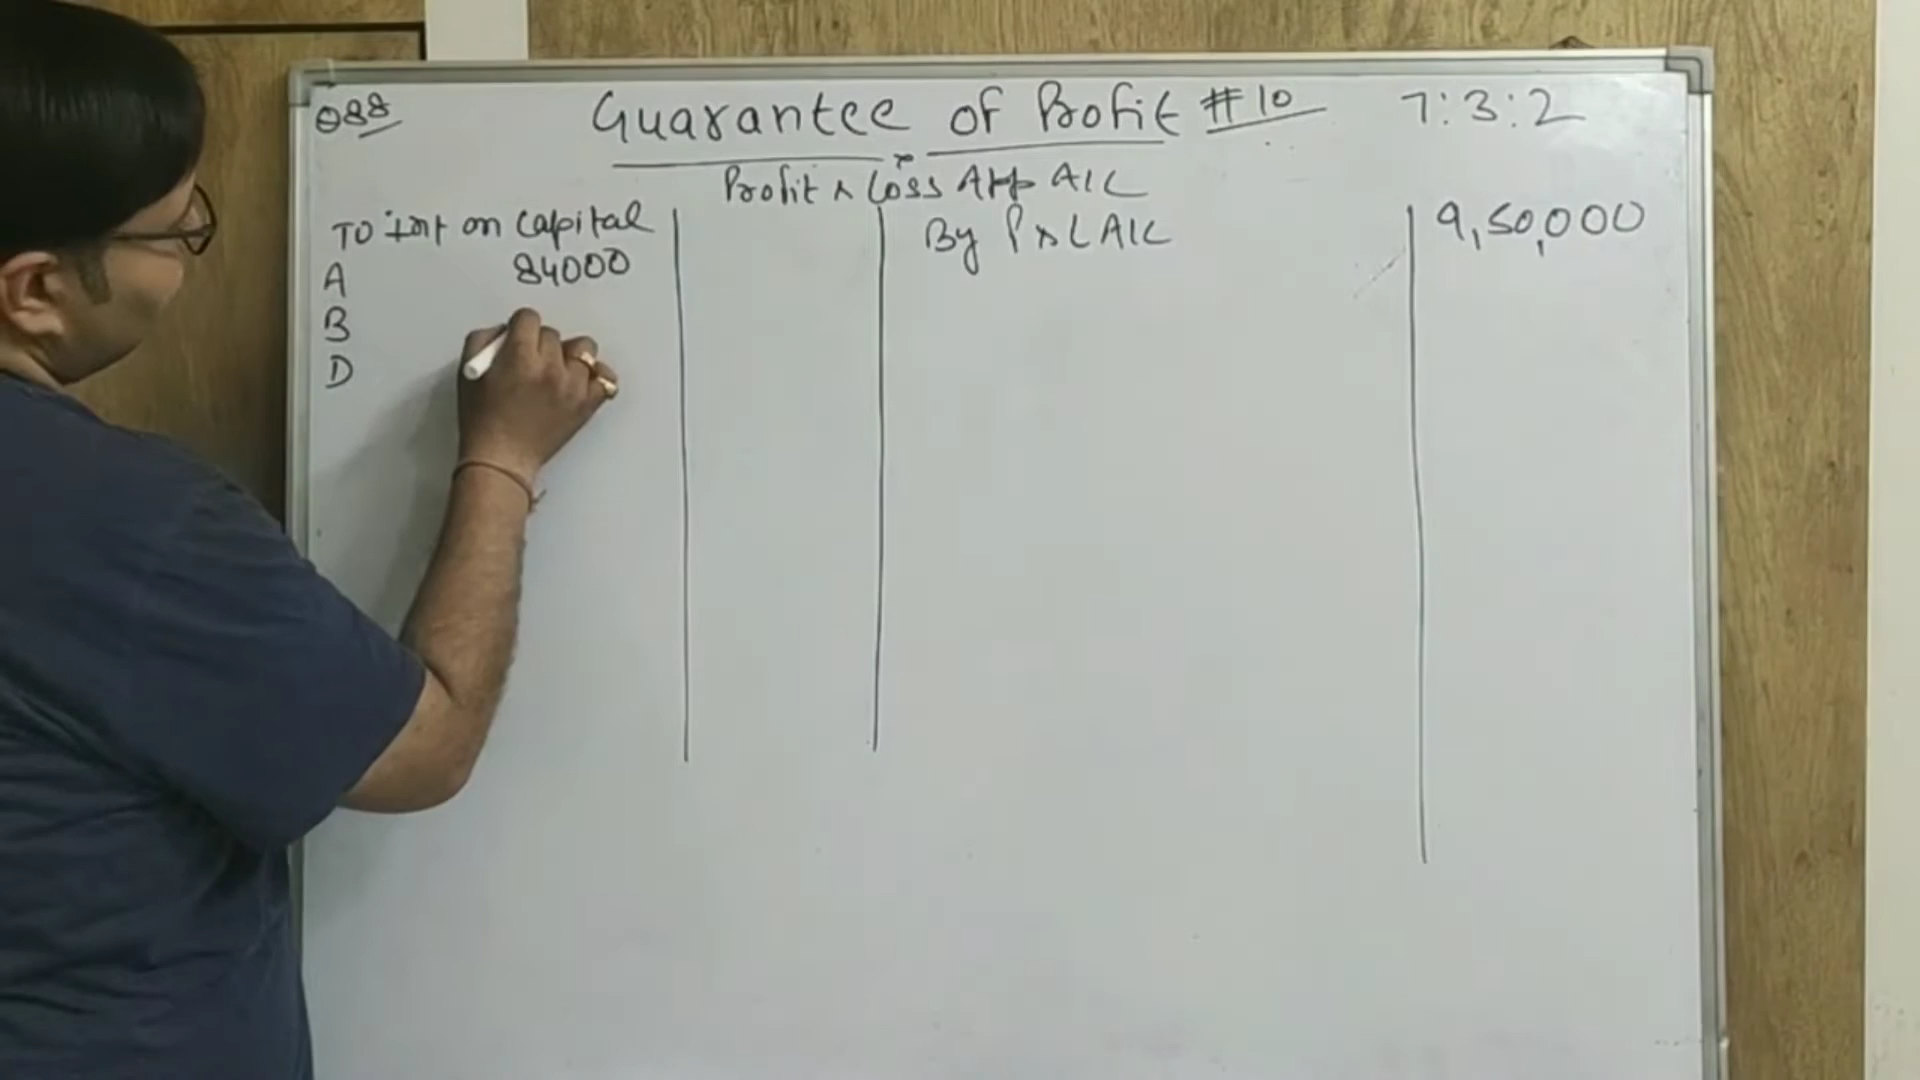 Q88
Guarantee of Profit #10
7:3:2
Profit & Loss App A/C
To Int on Capital
A 84000
B
D
By P & L A/C 9,50,000